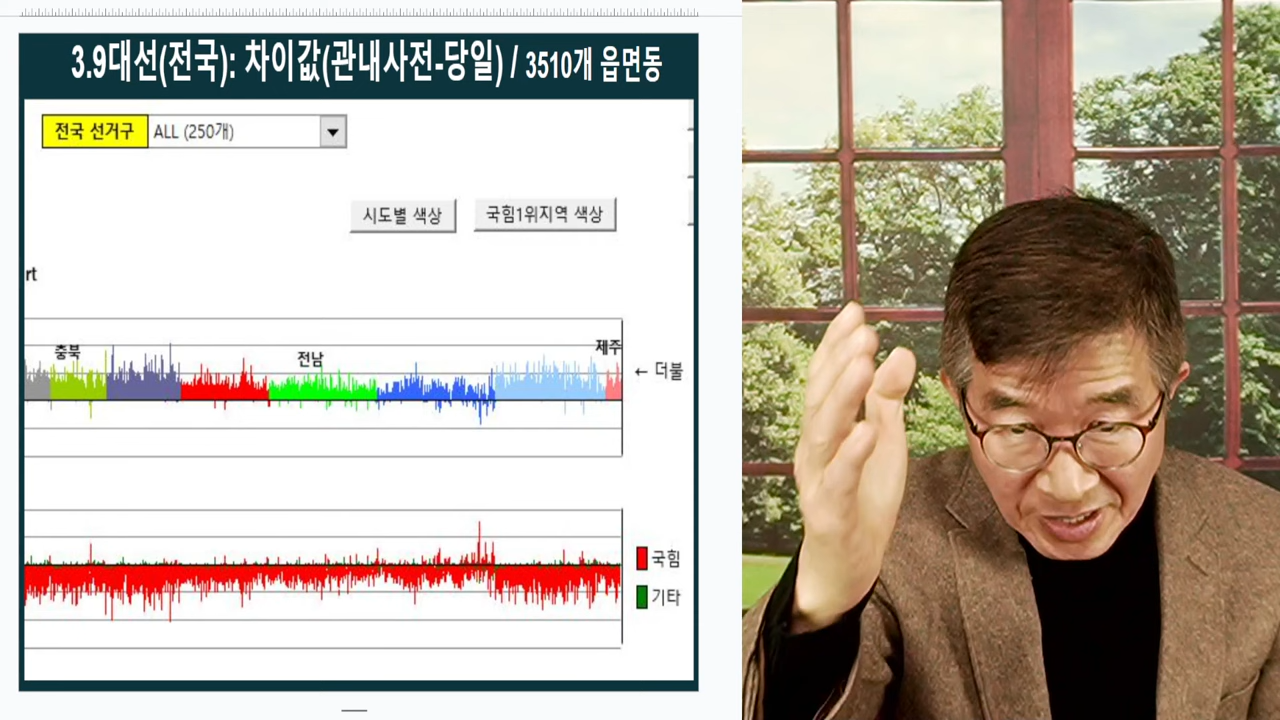 3.9대선(전국): 차이값(관내사전-당일) / 3510개 읍면동
전국 선거구 ALL (250개)
시도별 색상 국힘1위지역 색상
rt
충북 전남 제주
← 더불
국힘
기타